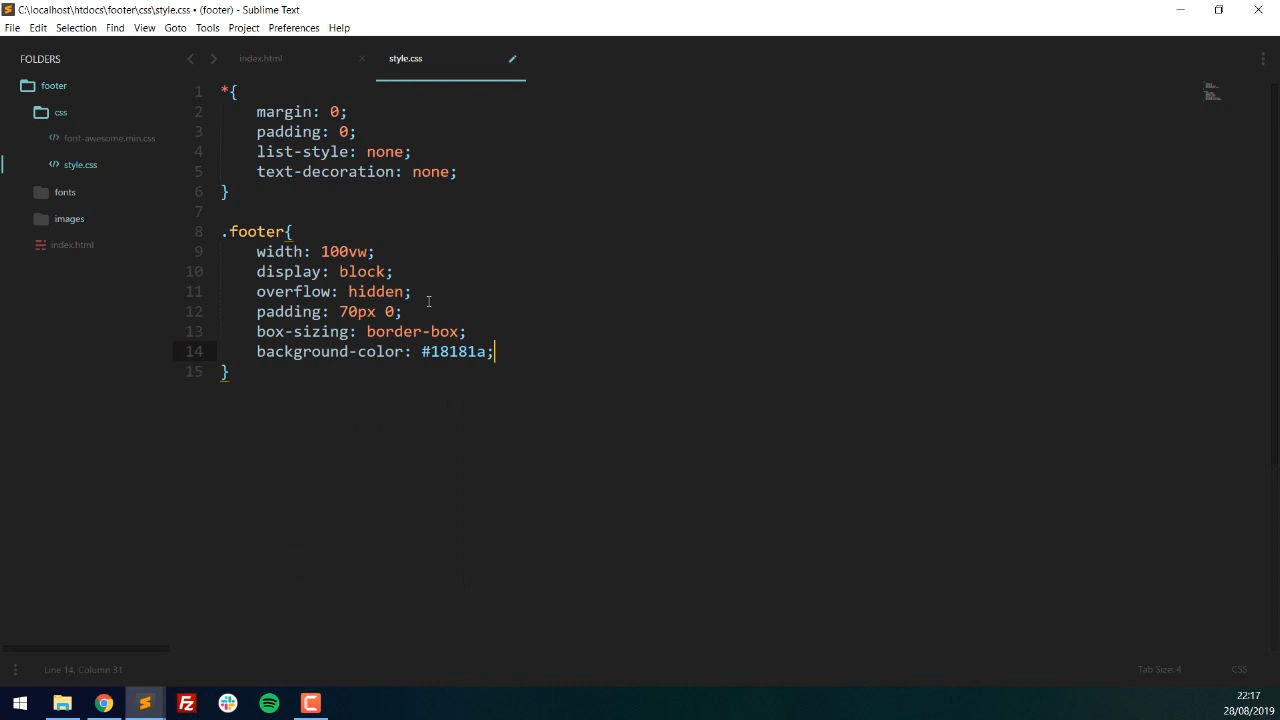 C:\localhost\htdocs\footer\css\style.css • (footer) - Sublime Text
File Edit Selection Find View Goto Tools Project Preferences Help
FOLDERS
footer
css
font-awesome.min.css
style.css
fonts
images
index.html
index.html
style.css
1 *{
2 margin: 0;
3 padding: 0;
4 list-style: none;
5 text-decoration: none;
6 }
7
8 .footer{
9 width: 100vw;
10 display: block;
11 overflow: hidden;
12 padding: 70px 0;
13 box-sizing: border-box;
14 background-color: #18181a;
15 }
Line 14, Column 31
Tab Size: 4
CSS
22:17
28/08/2019